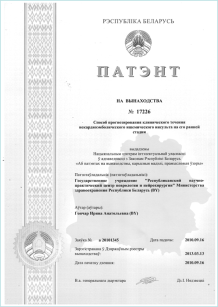 РЭСПУБЛІКА БЕЛАРУСЬ
ПАТЭНТ
НА ВЫНАХОДСТВА
№ 17226
Способ прогнозирования клинического течения
некардиоэмболического ишемического инсульта на его ранней
стадии
выдадзены
Нацыянальным цэнтрам інтэлектуальнай уласнасці
ў адпаведнасці з Законам Рэспублікі Беларусь
«Аб патэнтах на вынаходствы, карысныя мадэлі, прамысловыя ўзоры»
Патэнтаўладальнік (патэнтаўладальнікі):
Государственное учреждение "Республиканский научно-
практический центр неврологии и нейрохирургии" Министерства
здравоохранения Республики Беларусь (BY)
Аўтар (аўтары):
Гончар Ирина Анатольевна (BY)
Заяўка № a 20101345
Дата падачы: 2010.09.16
Зарэгістравана ў Дзяржаўным рэестры
вынаходстваў:
2013.03.13
Дата пачатку дзеяння:
2010.09.16